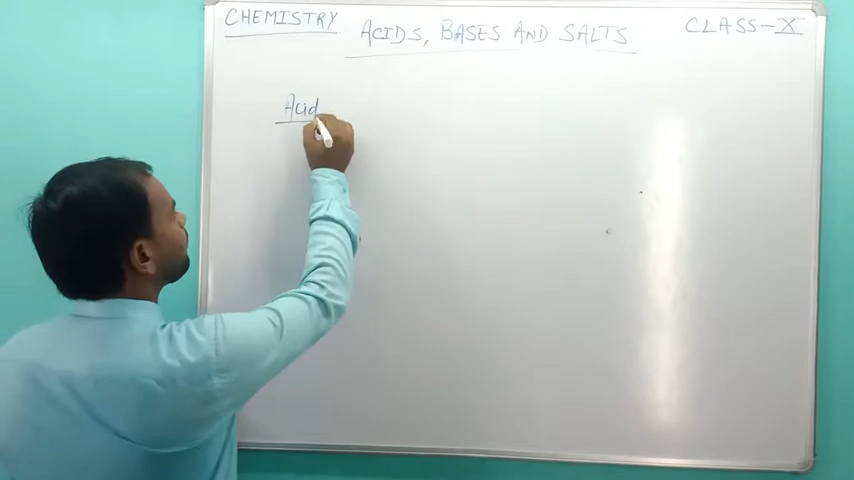 CHEMISTRY
ACIDS, BASES AND SALTS
CLASS-X
Acid